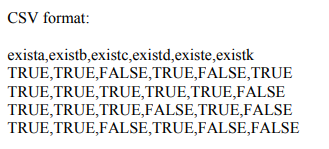 CSV format:
exista,existb,existc,existd,existe,existk
TRUE,TRUE,FALSE,TRUE,FALSE,TRUE
TRUE,TRUE,TRUE,TRUE,TRUE,FALSE
TRUE,TRUE,TRUE,FALSE,TRUE,FALSE
TRUE,TRUE,FALSE,TRUE,FALSE,FALSE